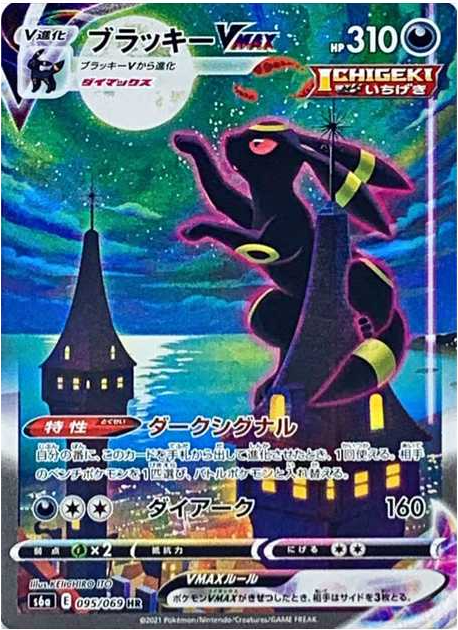 V進化 ブラッキーVMAX HP310
ブラッキーVから進化
ダイマックス
ICHIGEKI
いちげき
特性 とくせい ダークシグナル
自分の番に、このカードを手札から出して進化させたとき、1回使える。相手
のベンチポケモンを1匹選び、バトルポケモンと入れ替える。
ダイアーク 160
弱点 ×2 抵抗力 にげる
Illus. KEIICHIRO ITO
VMAXルール
s6a E 095/069 HR
ポケモンVMAXがきぜつしたとき、相手はサイドを3枚とる。
©2021 Pokémon/Nintendo/Creatures/GAME FREAK.